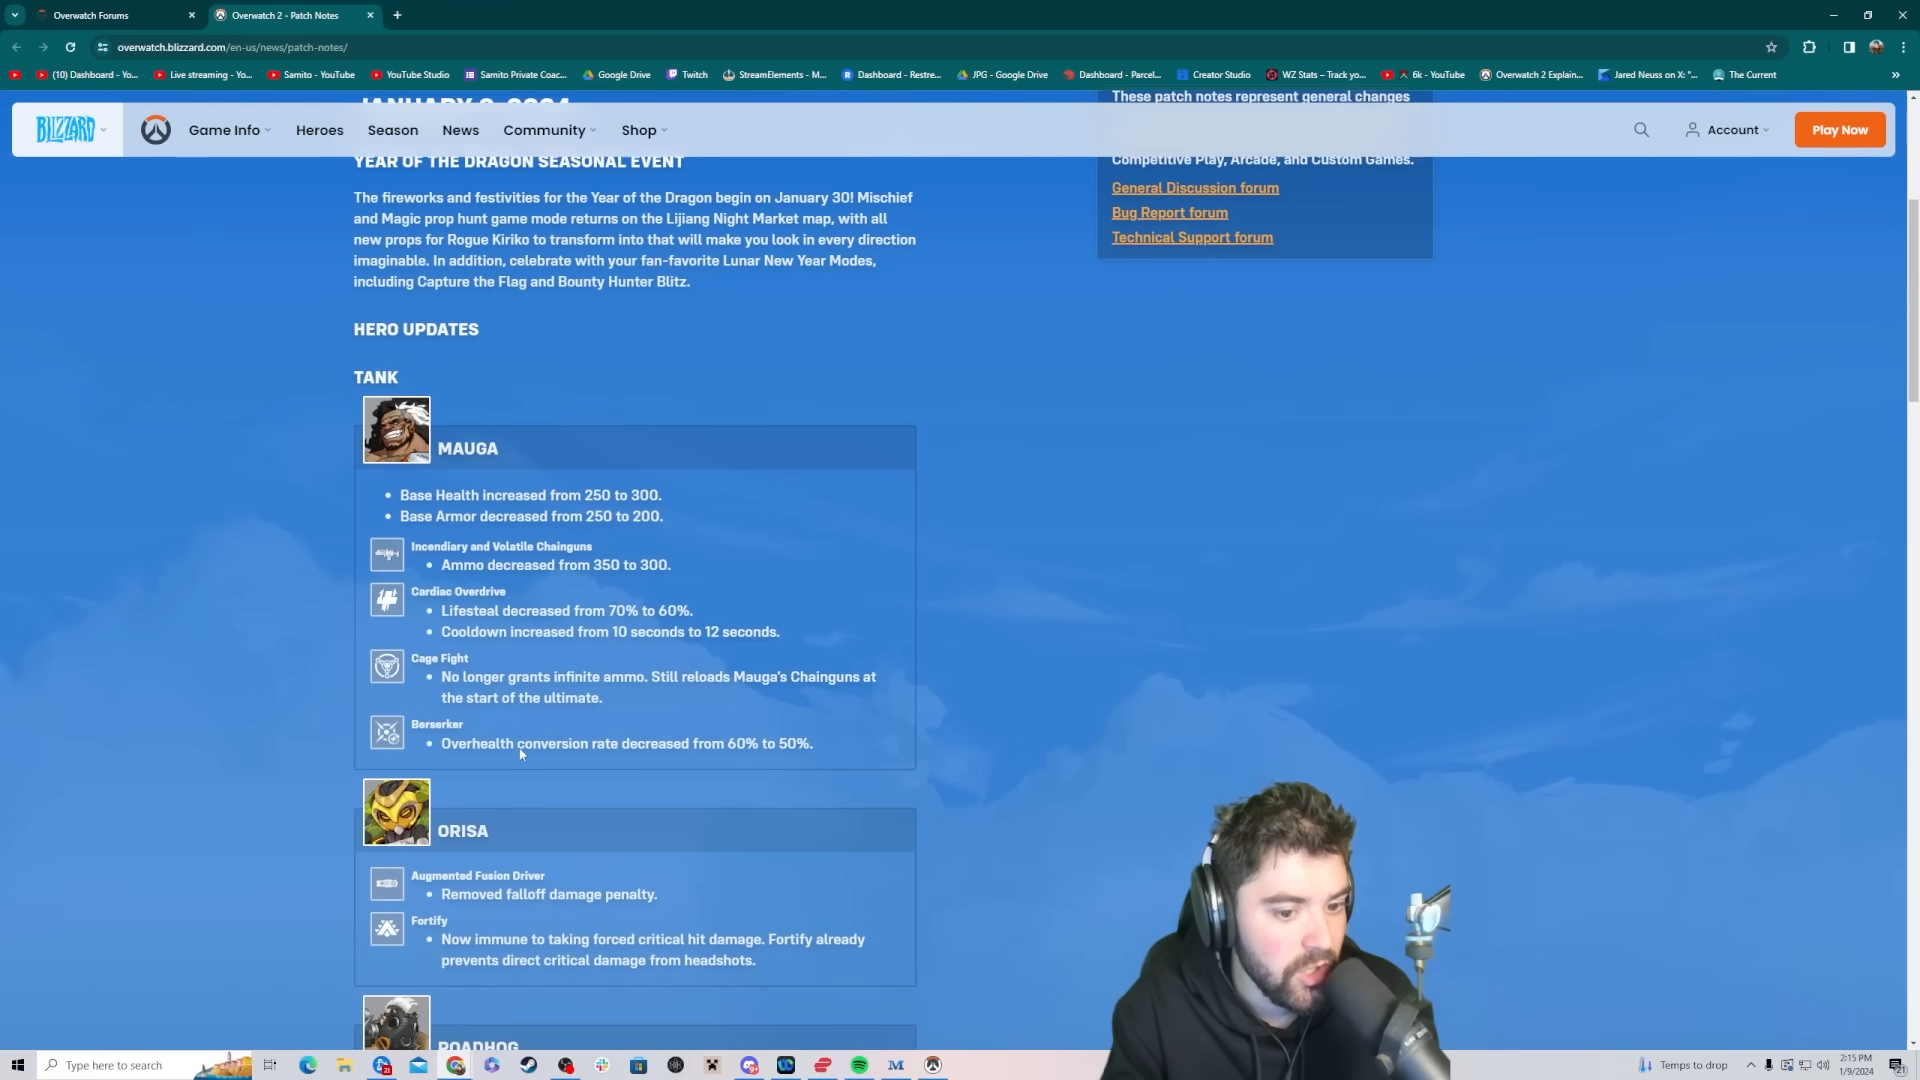 Overwatch Forums
Overwatch 2 - Patch Notes
overwatch.blizzard.com/en-us/news/patch-notes/
(10) Dashboard - Yo...
Live streaming - Yo...
Samito - YouTube
YouTube Studio
Samito Private Coac...
Google Drive
Twitch
StreamElements - M...
Dashboard - Restre...
JPG - Google Drive
Dashboard - Parcel...
Creator Studio
WZ Stats – Track yo...
6k - YouTube
Overwatch 2 Explain...
Jared Neuss on X: "...
The Current
JANUARY 9, 2024
These patch notes represent general changes
BLIZZARD
Game Info
Heroes
Season
News
Community
Shop
Account
Play Now
YEAR OF THE DRAGON SEASONAL EVENT
Competitive Play, Arcade, and Custom Games.
General Discussion forum
Bug Report forum
Technical Support forum
The fireworks and festivities for the Year of the Dragon begin on January 30! Mischief
and Magic prop hunt game mode returns on the Lijiang Night Market map, with all
new props for Rogue Kiriko to transform into that will make you look in every direction
imaginable. In addition, celebrate with your fan-favorite Lunar New Year Modes,
including Capture the Flag and Bounty Hunter Blitz.
HERO UPDATES
TANK
MAUGA
• Base Health increased from 250 to 300.
• Base Armor decreased from 250 to 200.
Incendiary and Volatile Chainguns
• Ammo decreased from 350 to 300.
Cardiac Overdrive
• Lifesteal decreased from 70% to 60%.
• Cooldown increased from 10 seconds to 12 seconds.
Cage Fight
• No longer grants infinite ammo. Still reloads Mauga's Chainguns at
the start of the ultimate.
Berserker
• Overhealth conversion rate decreased from 60% to 50%.
ORISA
Augmented Fusion Driver
• Removed falloff damage penalty.
Fortify
• Now immune to taking forced critical hit damage. Fortify already
prevents direct critical damage from headshots.
ROADHOG
Type here to search
Temps to drop
2:15 PM
1/9/2024